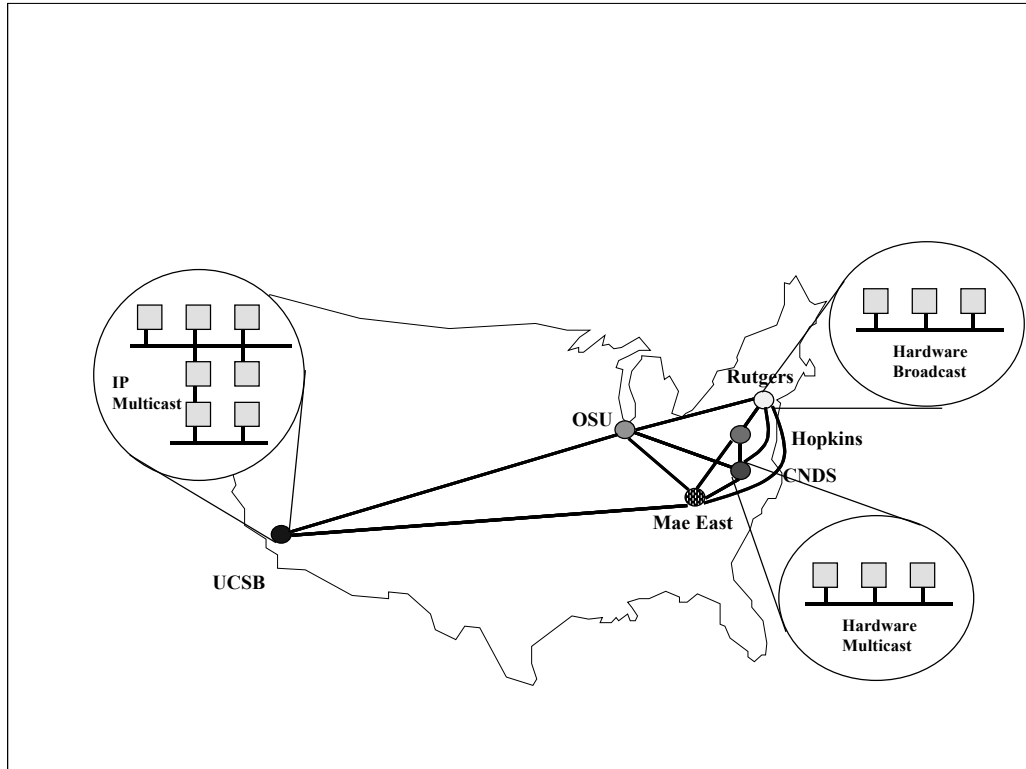 Hardware
Broadcast
Rutgers
IP
Multicast
OSU
Hopkins
CNDS
Mae East
UCSB
Hardware
Multicast